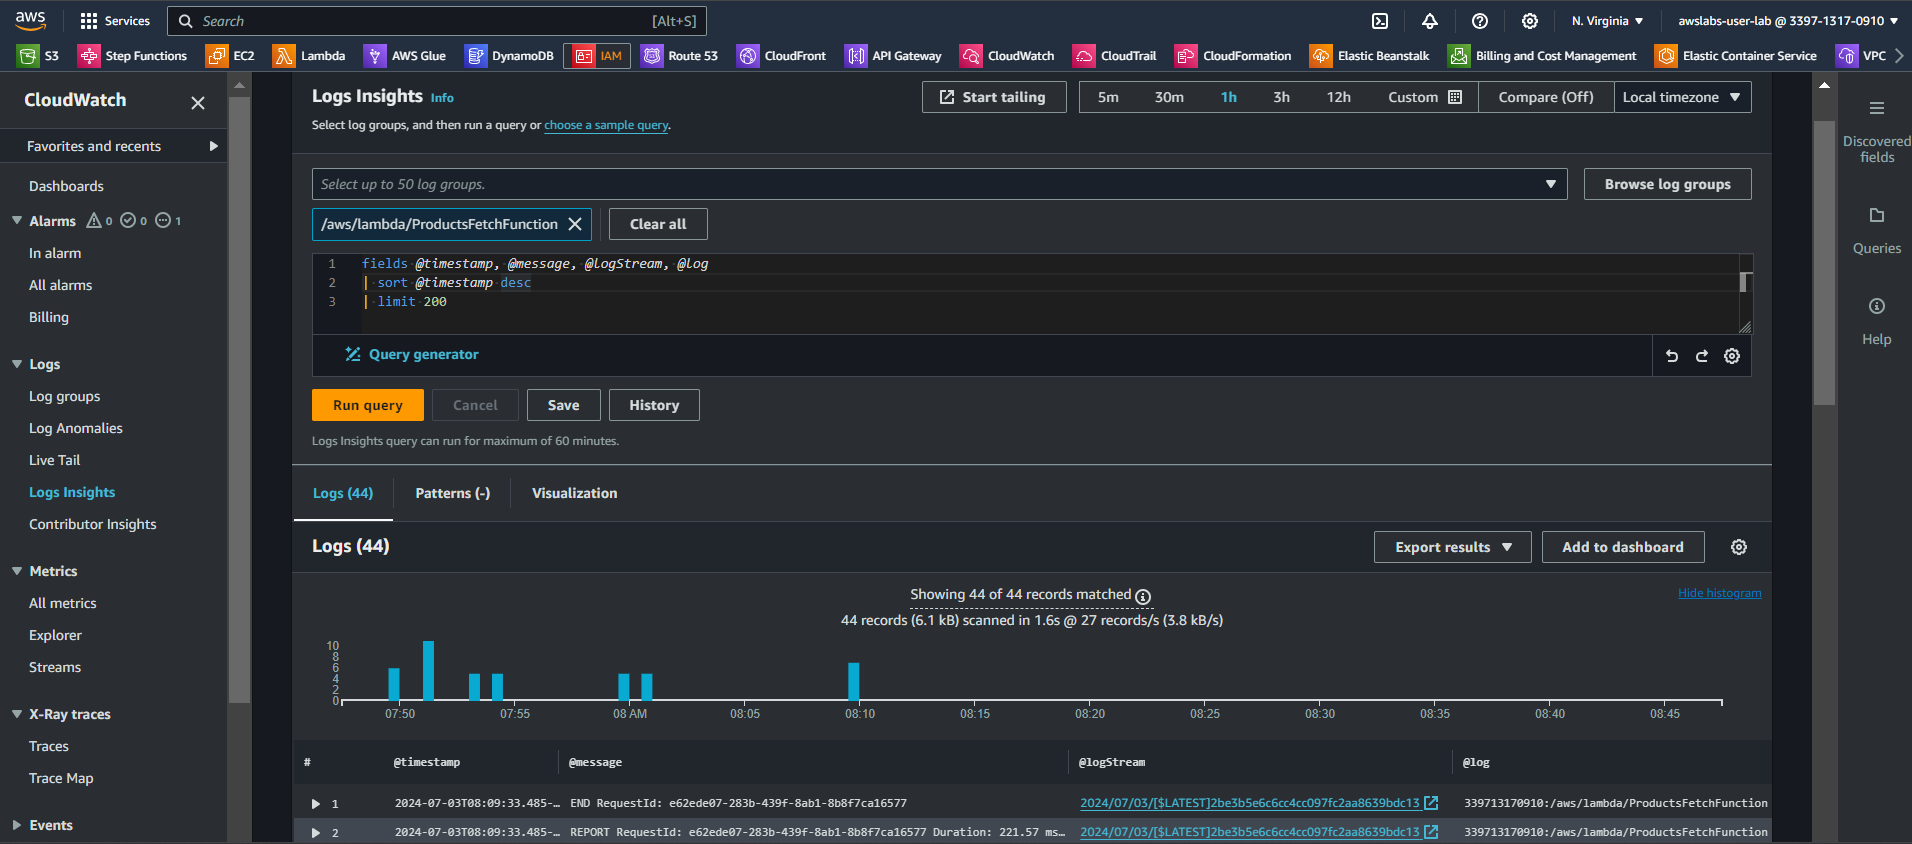 aws Services Search [Alt+S] N. Virginia awslabs-user-lab @ 3397-1317-0910
S3 Step Functions EC2 Lambda AWS Glue DynamoDB IAM Route 53 CloudFront API Gateway CloudWatch CloudTrail CloudFormation Elastic Beanstalk Billing and Cost Management Elastic Container Service VPC
CloudWatch
Favorites and recents
Dashboards
Alarms 0 0 1
In alarm
All alarms
Billing
Logs
Log groups
Log Anomalies
Live Tail
Logs Insights
Contributor Insights
Metrics
All metrics
Explorer
Streams
X-Ray traces
Traces
Trace Map
Events
Logs Insights Info
Start tailing 5m 30m 1h 3h 12h Custom Compare (Off) Local timezone
Select log groups, and then run a query or choose a sample query.
Select up to 50 log groups. Browse log groups
/aws/lambda/ProductsFetchFunction Clear all
1 fields @timestamp, @message, @logStream, @log
2 | sort @timestamp desc
3 | limit 200
Query generator
Run query Cancel Save History
Logs Insights query can run for maximum of 60 minutes.
Logs (44) Patterns (-) Visualization
Logs (44) Export results Add to dashboard
Showing 44 of 44 records matched Hide histogram
44 records (6.1 kB) scanned in 1.6s @ 27 records/s (3.8 kB/s)
10
8
6
4
2
0
07:50 07:55 08 AM 08:05 08:10 08:15 08:20 08:25 08:30 08:35 08:40 08:45
# @timestamp @message @logStream @log
1 2024-07-03T08:09:33.485-... END RequestId: e62ede07-283b-439f-8ab1-8b8f7ca16577 2024/07/03/[$LATEST]2be3b5e6c6cc4cc097fc2aa8639bdc13 339713170910:/aws/lambda/ProductsFetchFunction
2 2024-07-03T08:09:33.485-... REPORT RequestId: e62ede07-283b-439f-8ab1-8b8f7ca16577 Duration: 221.57 ms... 2024/07/03/[$LATEST]2be3b5e6c6cc4cc097fc2aa8639bdc13 339713170910:/aws/lambda/ProductsFetchFunction
Discovered
fields
Queries
Help